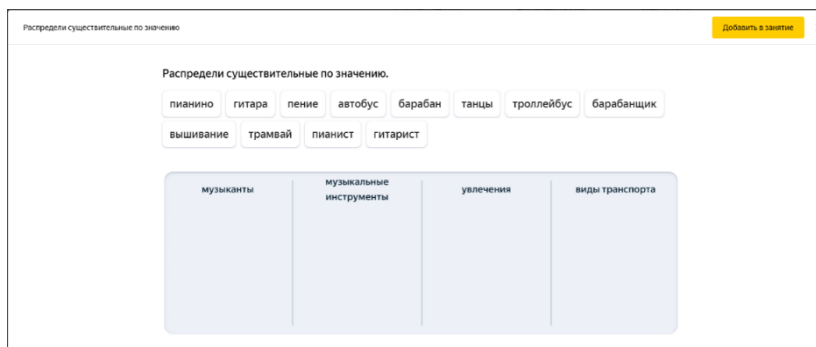 Распредели существительные по значению
Добавить в занятие
Распредели существительные по значению.
пианино гитара пение автобус барабан танцы троллейбус барабанщик
вышивание трамвай пианист гитарист
музыканты
музыкальные
инструменты
увлечения
виды транспорта